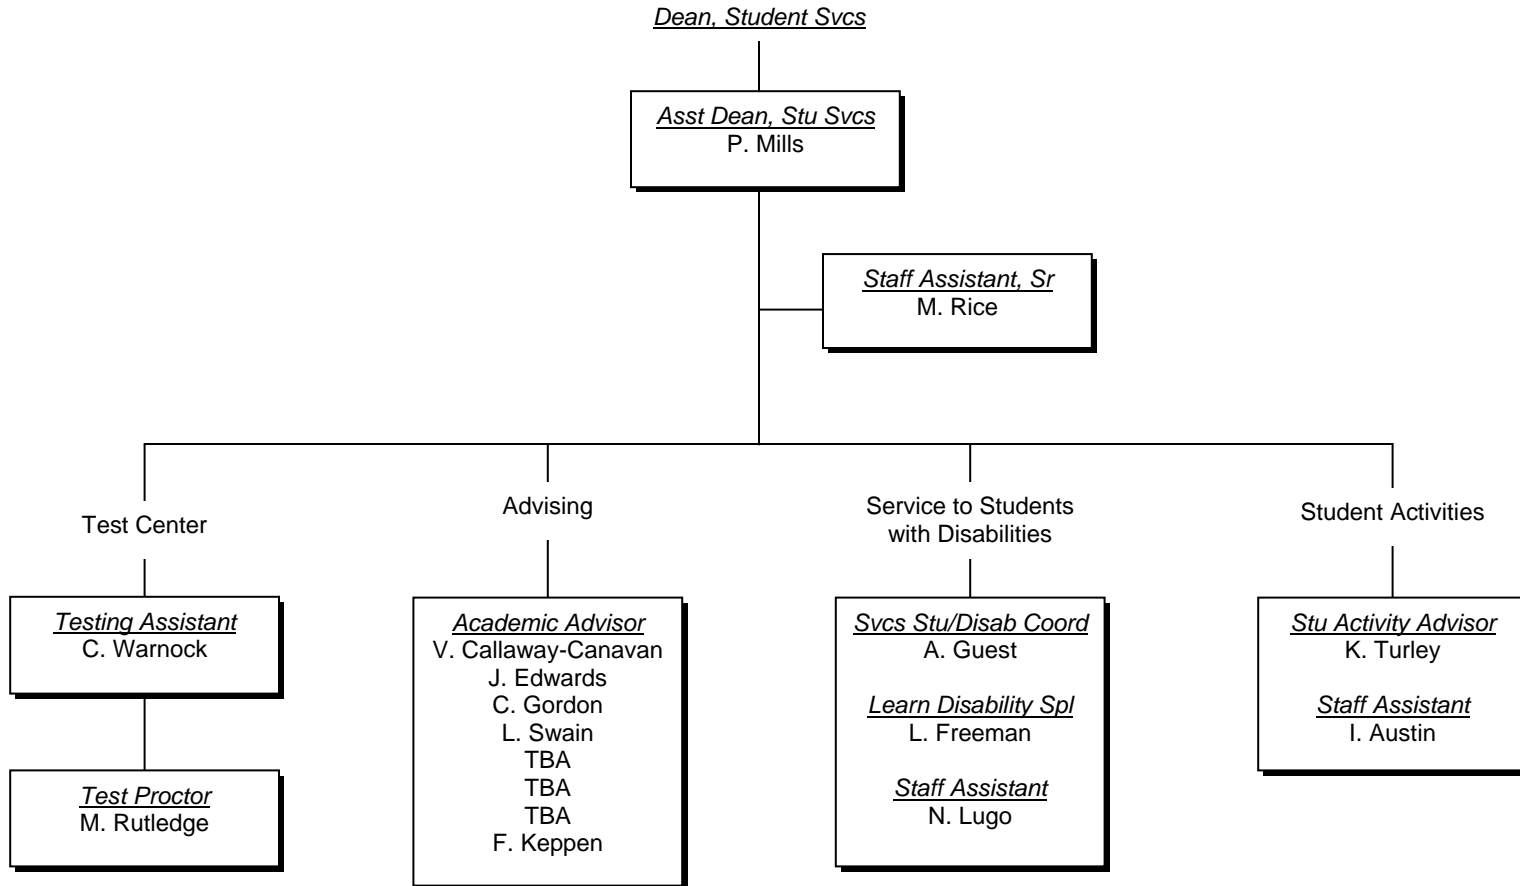 Dean, Student Svcs
Asst Dean, Stu Svcs
P. Mills
Staff Assistant, Sr
M. Rice
Test Center
Testing Assistant
C. Warnock
Test Proctor
M. Rutledge
Advising
Academic Advisor
V. Callaway-Canavan
J. Edwards
C. Gordon
L. Swain
TBA
TBA
TBA
F. Keppen
Service to Students
with Disabilities
Svcs Stu/Disab Coord
A. Guest
Learn Disability Spl
L. Freeman
Staff Assistant
N. Lugo
Student Activities
Stu Activity Advisor
K. Turley
Staff Assistant
I. Austin